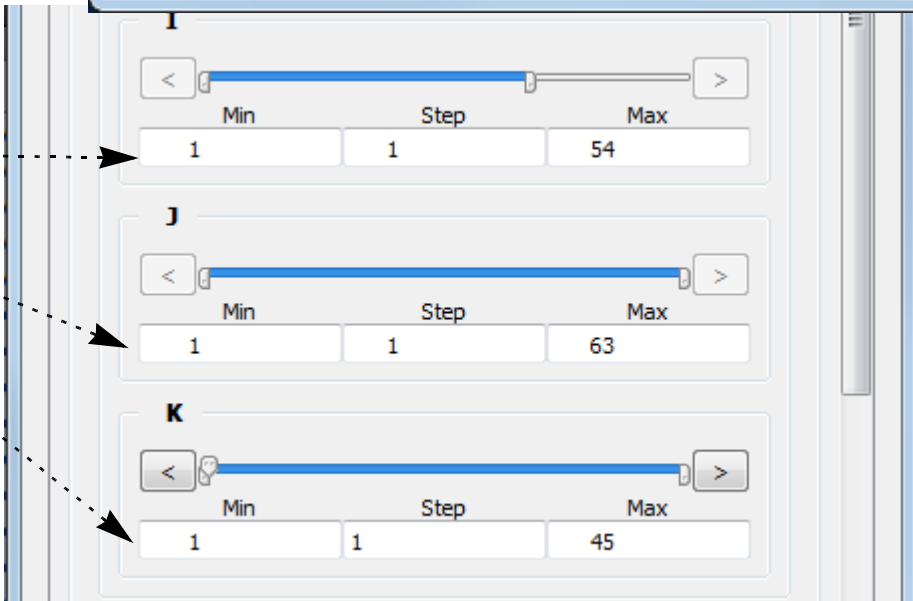 I
< >
Min Step Max
1 1 54
J
< >
Min Step Max
1 1 63
K
< >
Min Step Max
1 1 45